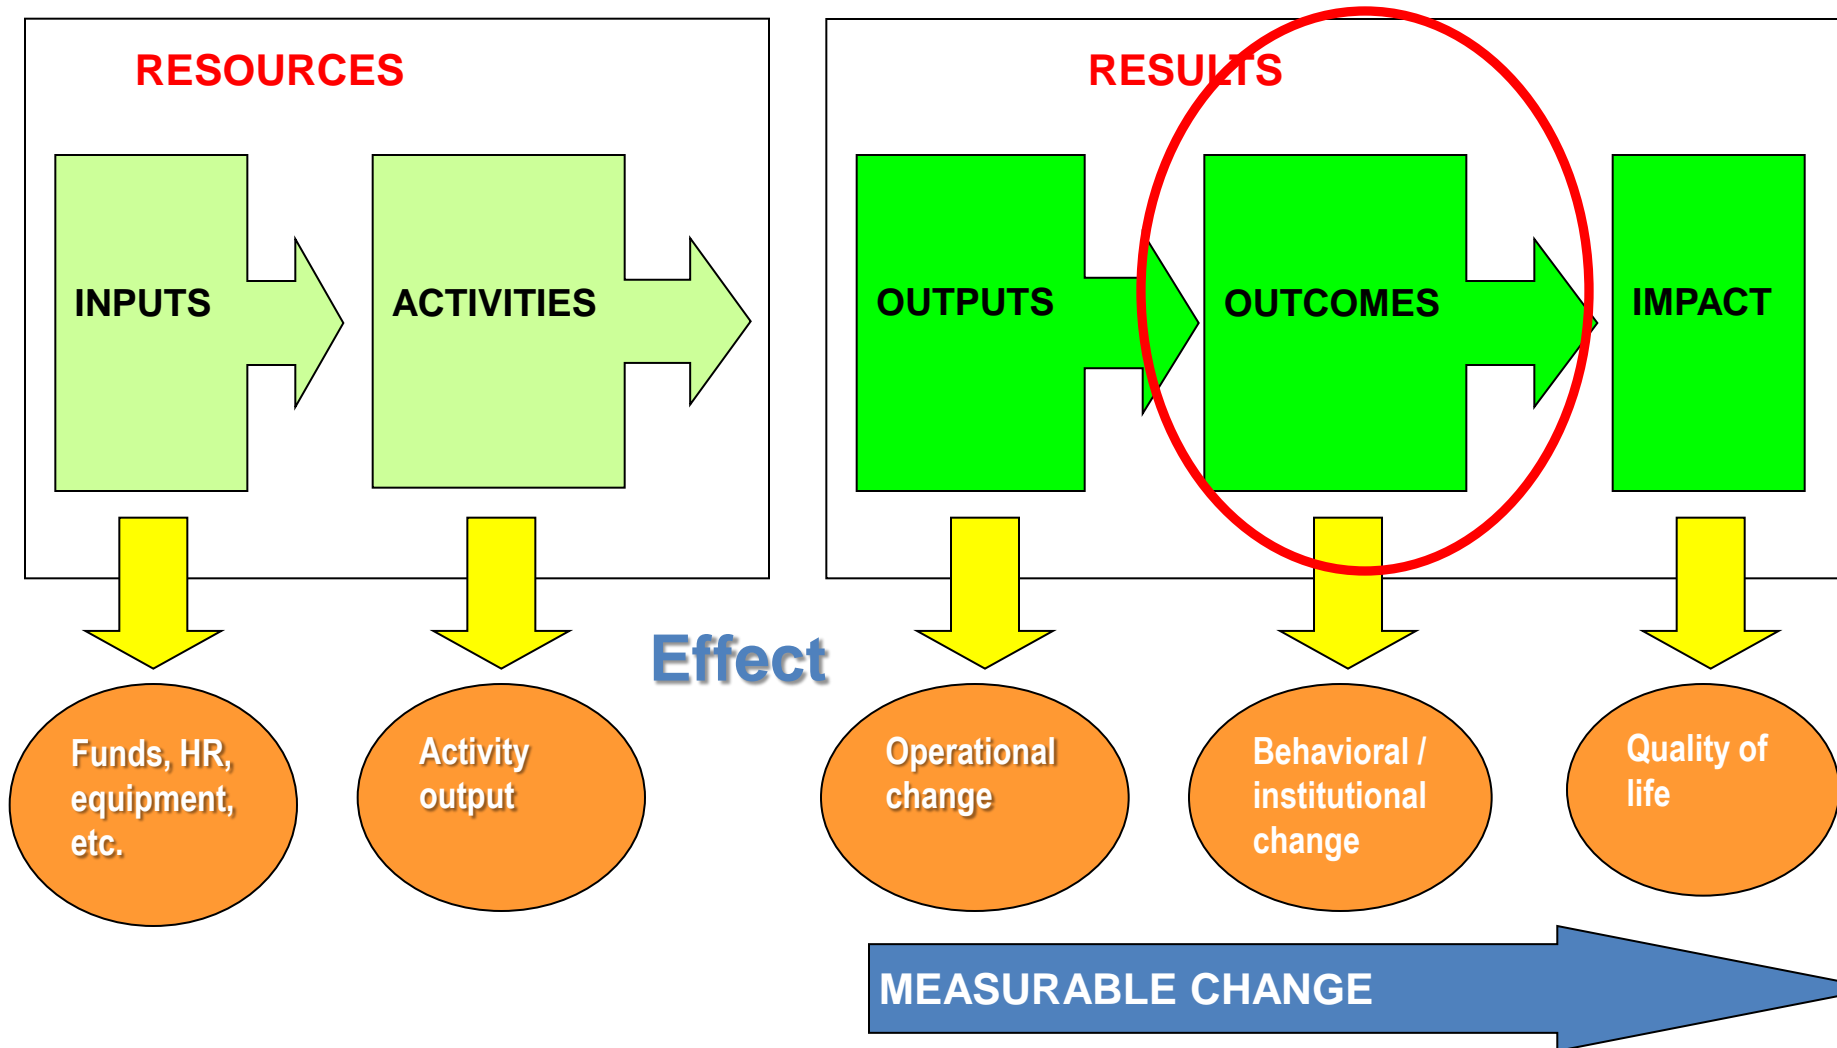 RESOURCES
RESULTS
INPUTS
ACTIVITIES
OUTPUTS
OUTCOMES
IMPACT
Effect
Funds, HR,
equipment,
etc.
Activity
output
Operational
change
Behavioral /
institutional
change
Quality of
life
MEASURABLE CHANGE